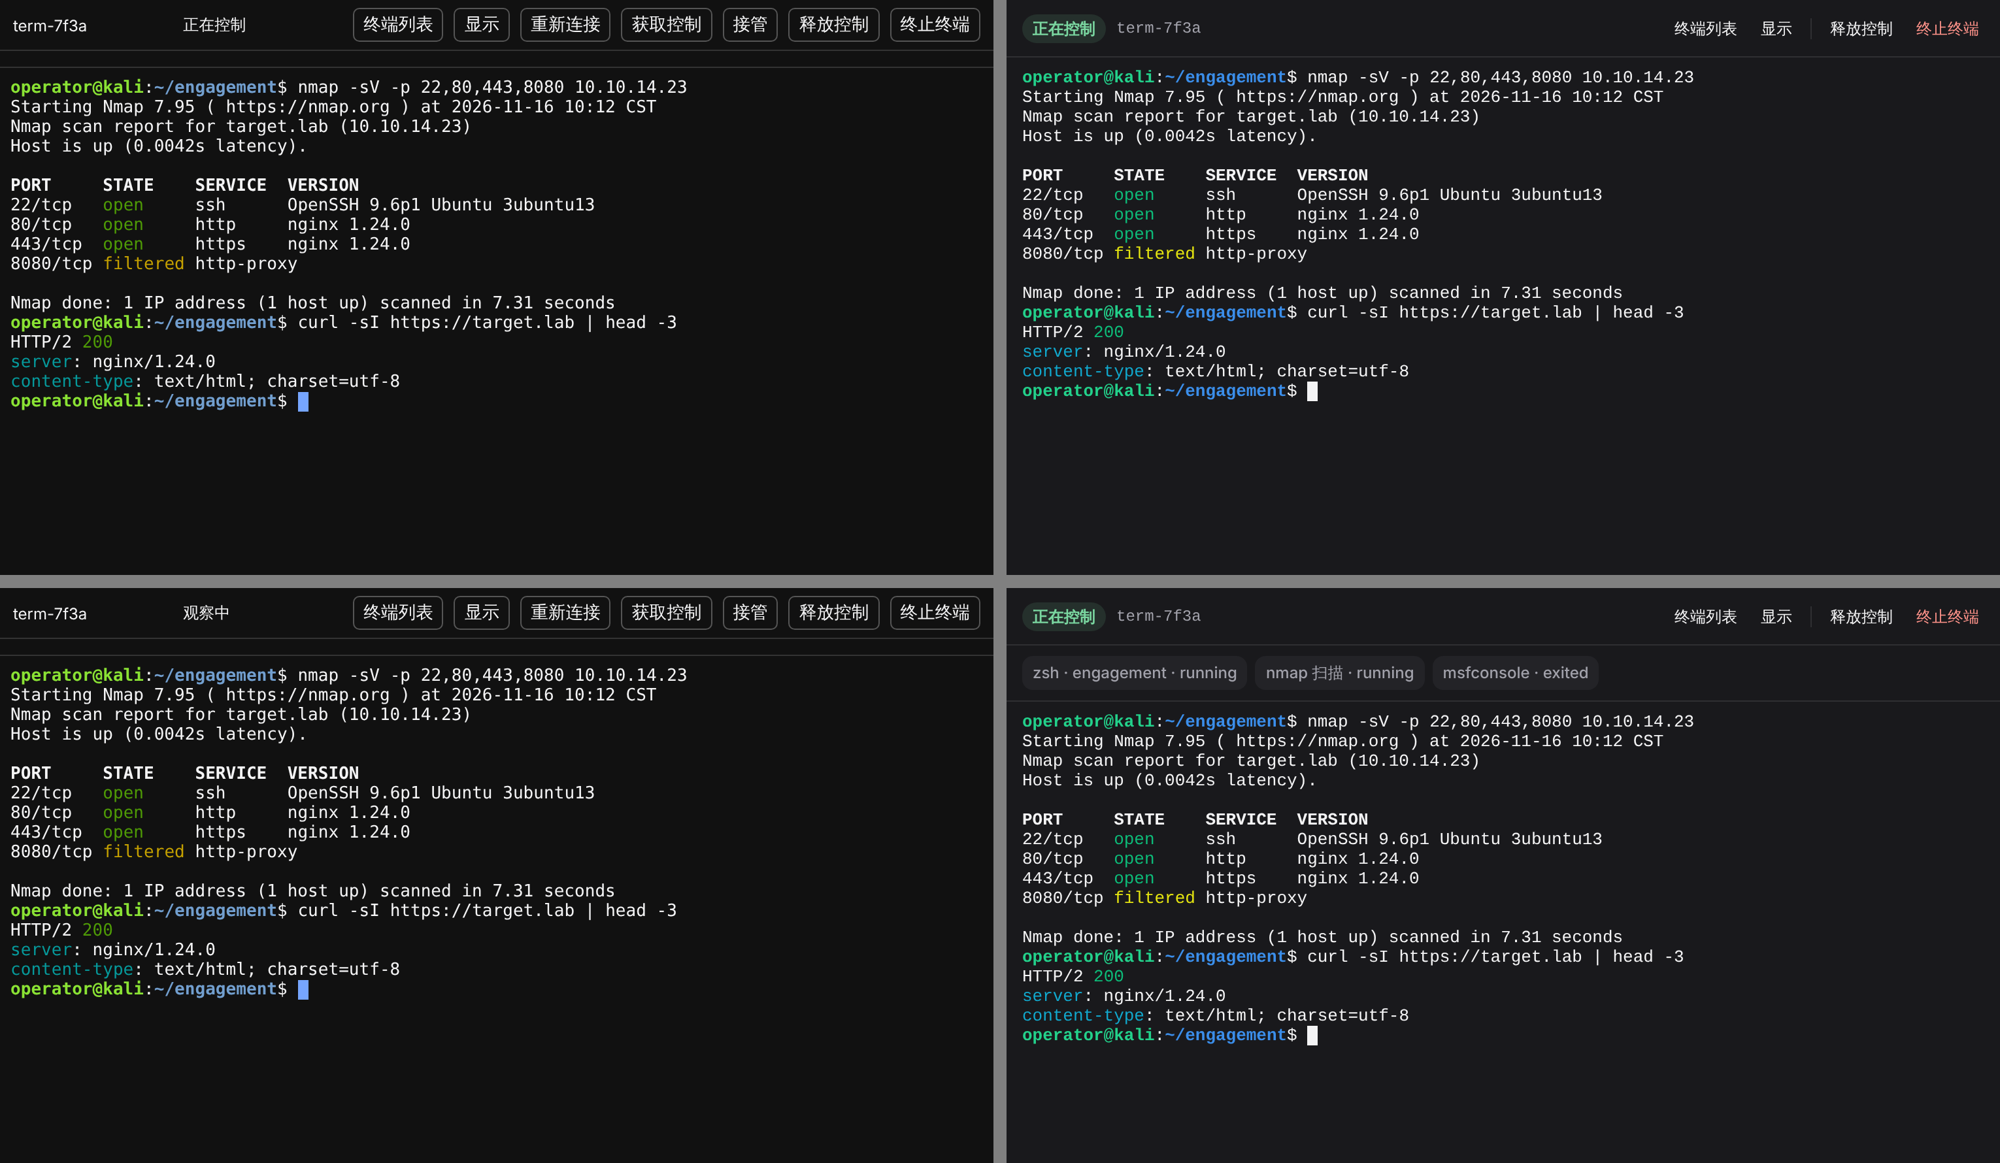 term-7f3a 正在控制 终端列表 显示 重新连接 获取控制 接管 释放控制 终止终端
operator@kali:~/engagement$ nmap -sV -p 22,80,443,8080 10.10.14.23
Starting Nmap 7.95 ( https://nmap.org ) at 2026-11-16 10:12 CST
Nmap scan report for target.lab (10.10.14.23)
Host is up (0.0042s latency).
PORT STATE SERVICE VERSION
22/tcp open ssh OpenSSH 9.6p1 Ubuntu 3ubuntu13
80/tcp open http nginx 1.24.0
443/tcp open https nginx 1.24.0
8080/tcp filtered http-proxy
Nmap done: 1 IP address (1 host up) scanned in 7.31 seconds
operator@kali:~/engagement$ curl -sI https://target.lab | head -3
HTTP/2 200
server: nginx/1.24.0
content-type: text/html; charset=utf-8
operator@kali:~/engagement$
正在控制 term-7f3a 终端列表 显示 释放控制 终止终端
operator@kali:~/engagement$ nmap -sV -p 22,80,443,8080 10.10.14.23
Starting Nmap 7.95 ( https://nmap.org ) at 2026-11-16 10:12 CST
Nmap scan report for target.lab (10.10.14.23)
Host is up (0.0042s latency).
PORT STATE SERVICE VERSION
22/tcp open ssh OpenSSH 9.6p1 Ubuntu 3ubuntu13
80/tcp open http nginx 1.24.0
443/tcp open https nginx 1.24.0
8080/tcp filtered http-proxy
Nmap done: 1 IP address (1 host up) scanned in 7.31 seconds
operator@kali:~/engagement$ curl -sI https://target.lab | head -3
HTTP/2 200
server: nginx/1.24.0
content-type: text/html; charset=utf-8
operator@kali:~/engagement$
term-7f3a 观察中 终端列表 显示 重新连接 获取控制 接管 释放控制 终止终端
operator@kali:~/engagement$ nmap -sV -p 22,80,443,8080 10.10.14.23
Starting Nmap 7.95 ( https://nmap.org ) at 2026-11-16 10:12 CST
Nmap scan report for target.lab (10.10.14.23)
Host is up (0.0042s latency).
PORT STATE SERVICE VERSION
22/tcp open ssh OpenSSH 9.6p1 Ubuntu 3ubuntu13
80/tcp open http nginx 1.24.0
443/tcp open https nginx 1.24.0
8080/tcp filtered http-proxy
Nmap done: 1 IP address (1 host up) scanned in 7.31 seconds
operator@kali:~/engagement$ curl -sI https://target.lab | head -3
HTTP/2 200
server: nginx/1.24.0
content-type: text/html; charset=utf-8
operator@kali:~/engagement$
正在控制 term-7f3a 终端列表 显示 释放控制 终止终端
zsh · engagement · running nmap 扫描 · running msfconsole · exited
operator@kali:~/engagement$ nmap -sV -p 22,80,443,8080 10.10.14.23
Starting Nmap 7.95 ( https://nmap.org ) at 2026-11-16 10:12 CST
Nmap scan report for target.lab (10.10.14.23)
Host is up (0.0042s latency).
PORT STATE SERVICE VERSION
22/tcp open ssh OpenSSH 9.6p1 Ubuntu 3ubuntu13
80/tcp open http nginx 1.24.0
443/tcp open https nginx 1.24.0
8080/tcp filtered http-proxy
Nmap done: 1 IP address (1 host up) scanned in 7.31 seconds
operator@kali:~/engagement$ curl -sI https://target.lab | head -3
HTTP/2 200
server: nginx/1.24.0
content-type: text/html; charset=utf-8
operator@kali:~/engagement$